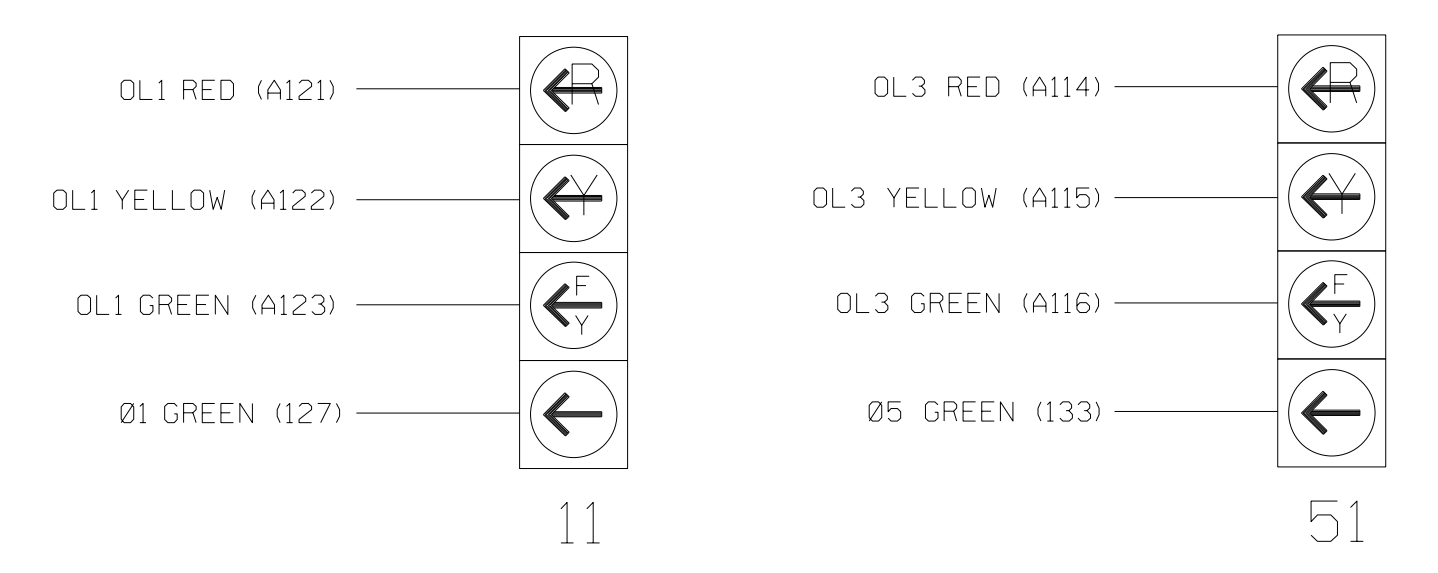 OL1 RED (A121)
R
OL1 YELLOW (A122)
Y
OL1 GREEN (A123)
F
Y
Ø1 GREEN (127)
11
OL3 RED (A114)
R
OL3 YELLOW (A115)
Y
OL3 GREEN (A116)
F
Y
Ø5 GREEN (133)
51